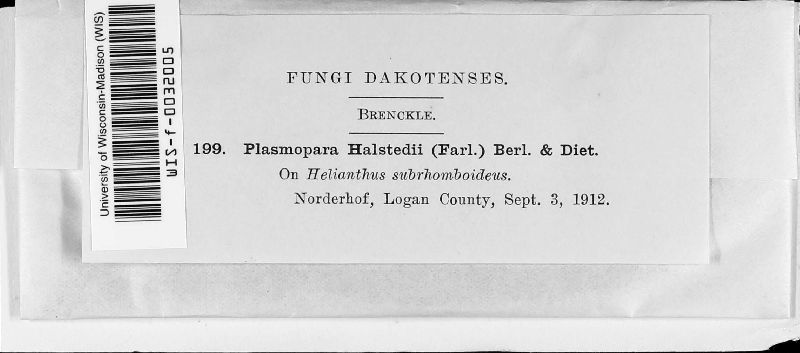 FUNGI DAKOTENSES.
BRENCKLE.
199. Plasmopara Halstedii (Farl.) Berl. & Diet.
On Helianthus subrhomboideus.
Norderhof, Logan County, Sept. 3, 1912.
University of Wisconsin-Madison (WIS)
WIS-f-0032005